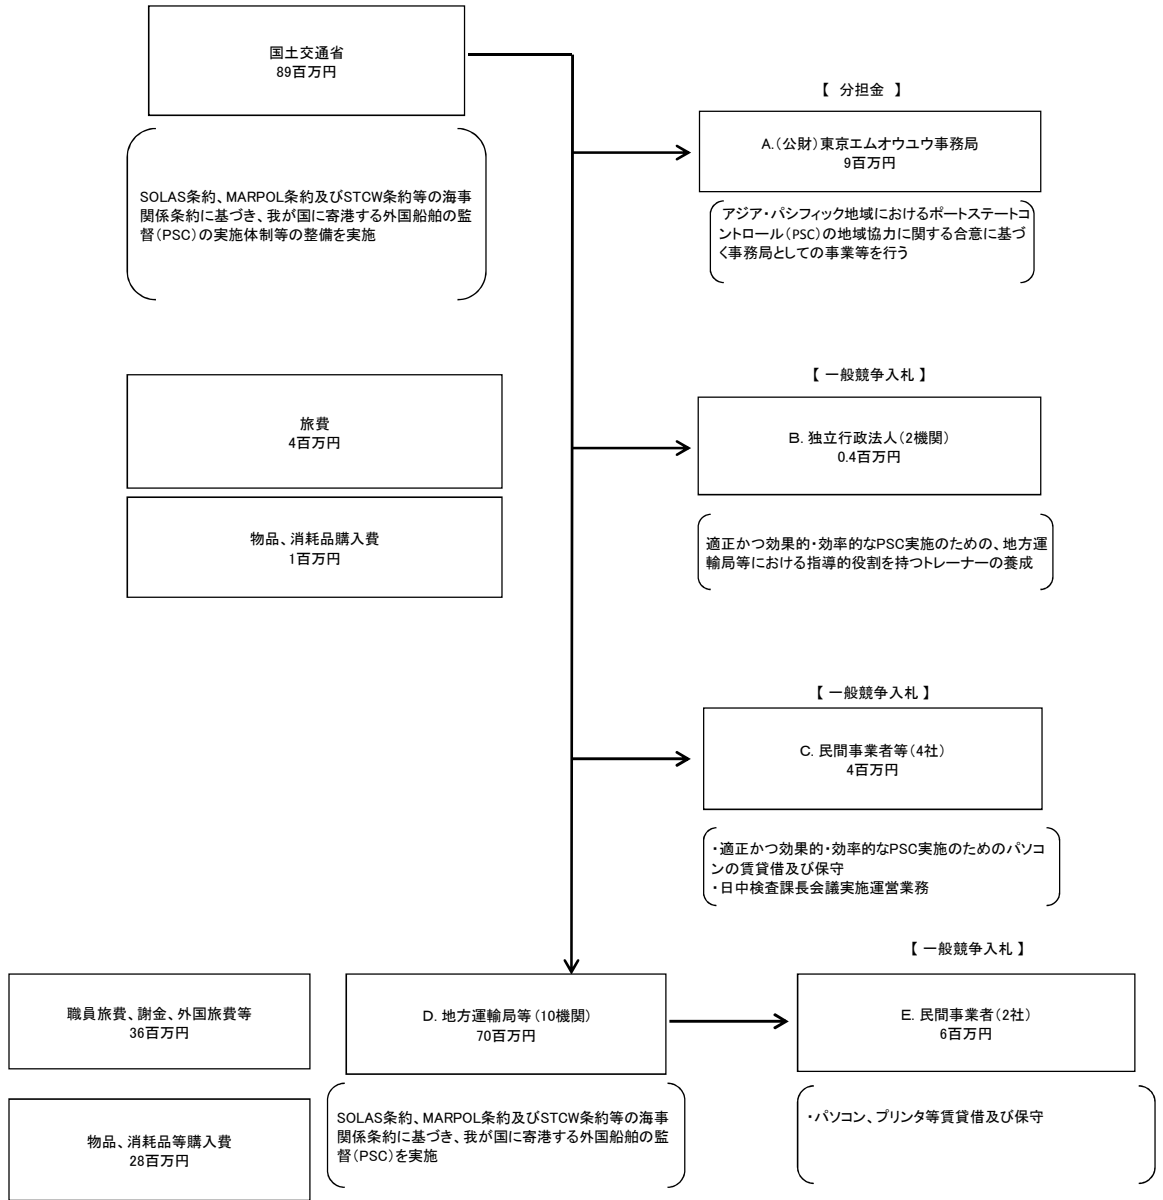 国土交通省
89百万円
SOLAS条約、MARPOL条約及びSTCW条約等の海事
関係条約に基づき、我が国に寄港する外国船舶の監
督(PSC)の実施体制等の整備を実施
【 分担金 】
A.(公財)東京エムオウユウ事務局
9百万円
アジア・パシフィック地域におけるポートステートコ
ントロール(PSC)の地域協力に関する合意に基づ
く事務局としての事業等を行う
旅費
4百万円
物品、消耗品購入費
1百万円
【 一般競争入札 】
B. 独立行政法人(2機関)
0.4百万円
適正かつ効果的・効率的なPSC実施のための、地方運
輸局等における指導的役割を持つトレーナーの養成
【 一般競争入札 】
C. 民間事業者等(4社)
4百万円
・適正かつ効果的・効率的なPSC実施のためのパソコ
ンの賃貸借及び保守
・日中検査課長会議実施運営業務
職員旅費、謝金、外国旅費等
36百万円
物品、消耗品等購入費
28百万円
D. 地方運輸局等(10機関)
70百万円
SOLAS条約、MARPOL条約及びSTCW条約等の海事
関係条約に基づき、我が国に寄港する外国船舶の監
督(PSC)を実施
【 一般競争入札 】
E. 民間事業者(2社)
6百万円
・パソコン、プリンタ等賃貸借及び保守